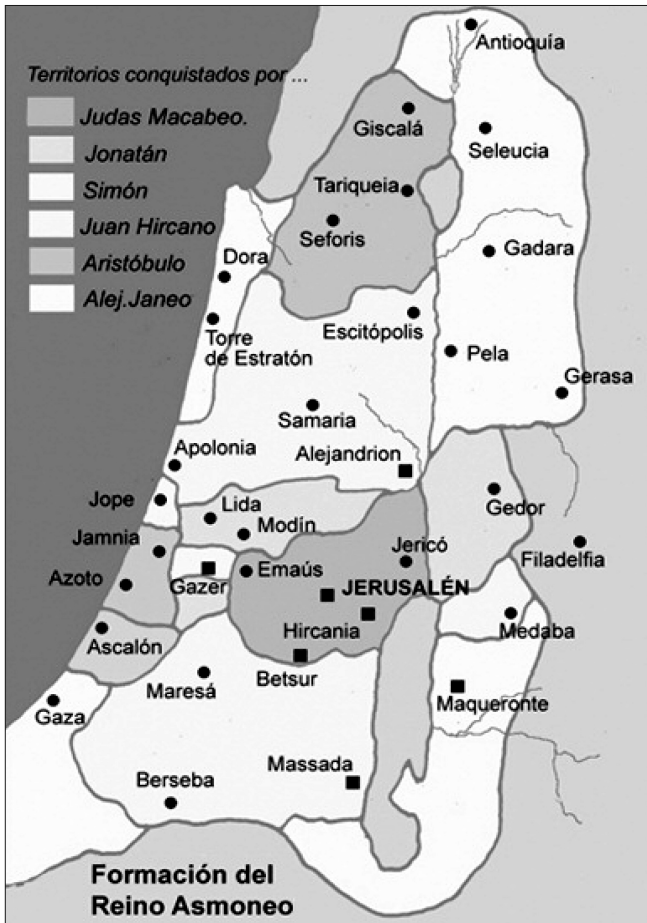 Territorios conquistados por ...
Judas Macabeo.
Jonatán
Simón
Juan Hircano
Aristóbulo
Alej.Janeo
Antioquía
Giscalá
Seleucia
Tariqueia
Seforis
Gadara
Dora
Escitópolis
Torre
de Estratón
Pela
Gerasa
Samaria
Apolonia
Alejandrion
Jope
Lida
Gedor
Modín
Jamnia
Jericó
Filadelfia
Emaús
Azoto
Gazer
JERUSALÉN
Hircania
Medaba
Ascalón
Betsur
Maresá
Maqueronte
Gaza
Massada
Berseba
Formación del
Reino Asmoneo